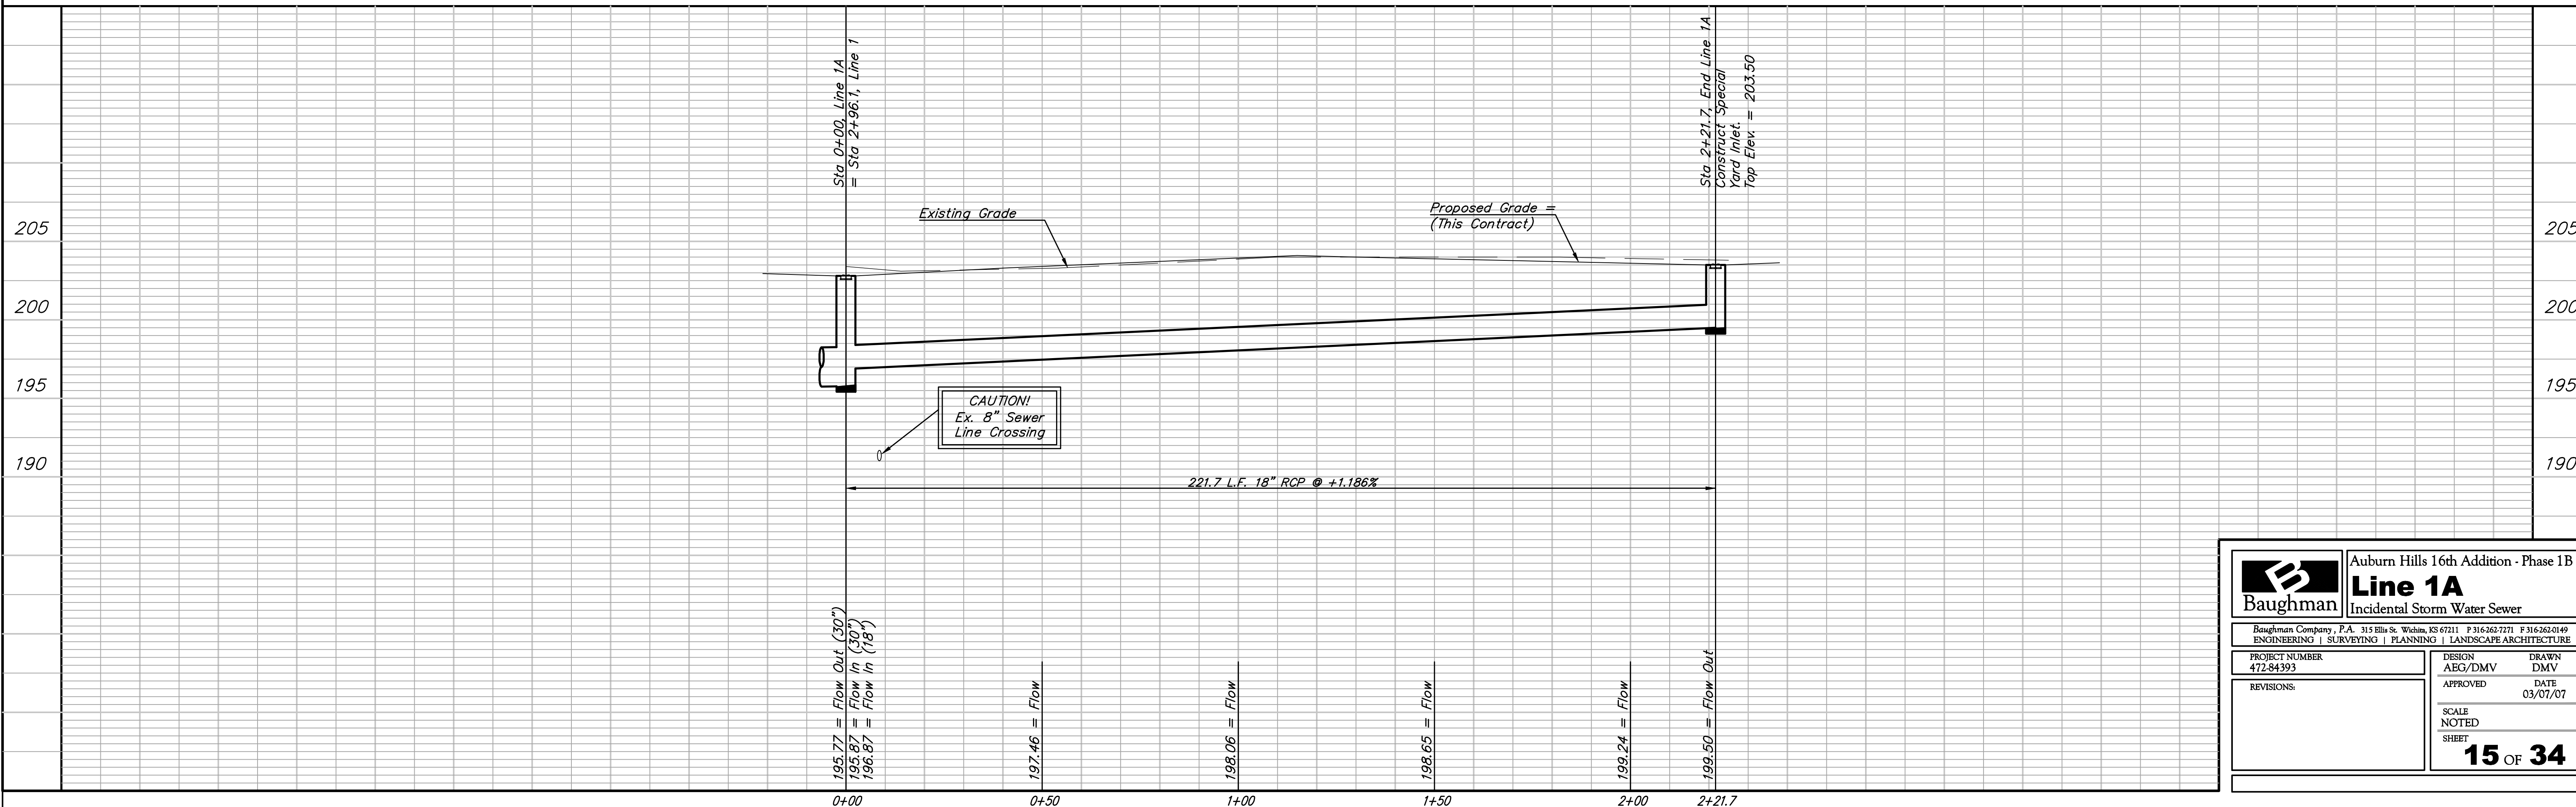 Sta 0+00, Line 1A
= Sta 2+96.1, Line 1
Sta 2+21.7, End Line 1A
Construct Special
Yard Inlet.
Top Elev. = 203.50
205
200
195
190
205
200
195
190
Existing Grade
Proposed Grade =
(This Contract)
CAUTION!
Ex. 8" Sewer
Line Crossing
221.7 L.F. 18" RCP @ +1.186%
195.77 = Flow Out (30")
195.87 = Flow In (30")
196.87 = Flow In (18")
197.46 = Flow
198.06 = Flow
198.65 = Flow
199.24 = Flow
199.50 = Flow Out
0+00
0+50
1+00
1+50
2+00
2+21.7
B
Baughman
Auburn Hills 16th Addition - Phase 1B
Line 1A
Incidental Storm Water Sewer
Baughman Company, P.A. 315 Ellis St. Wichita, KS 67211 P 316-262-7271 F 316-262-0149
ENGINEERING | SURVEYING | PLANNING | LANDSCAPE ARCHITECTURE
PROJECT NUMBER
472-84393
REVISIONS:
DESIGN
AEG/DMV
DRAWN
DMV
APPROVED
DATE
03/07/07
SCALE
NOTED
SHEET
15 OF 34